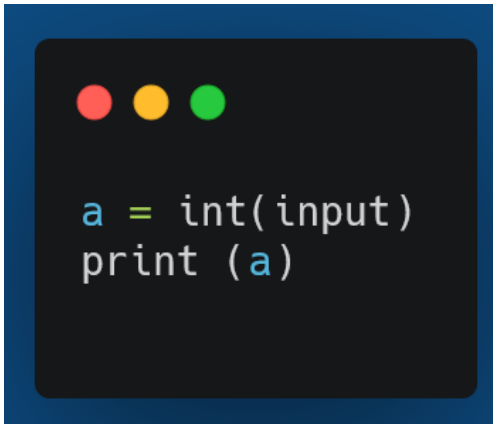 a = int(input)
print (a)